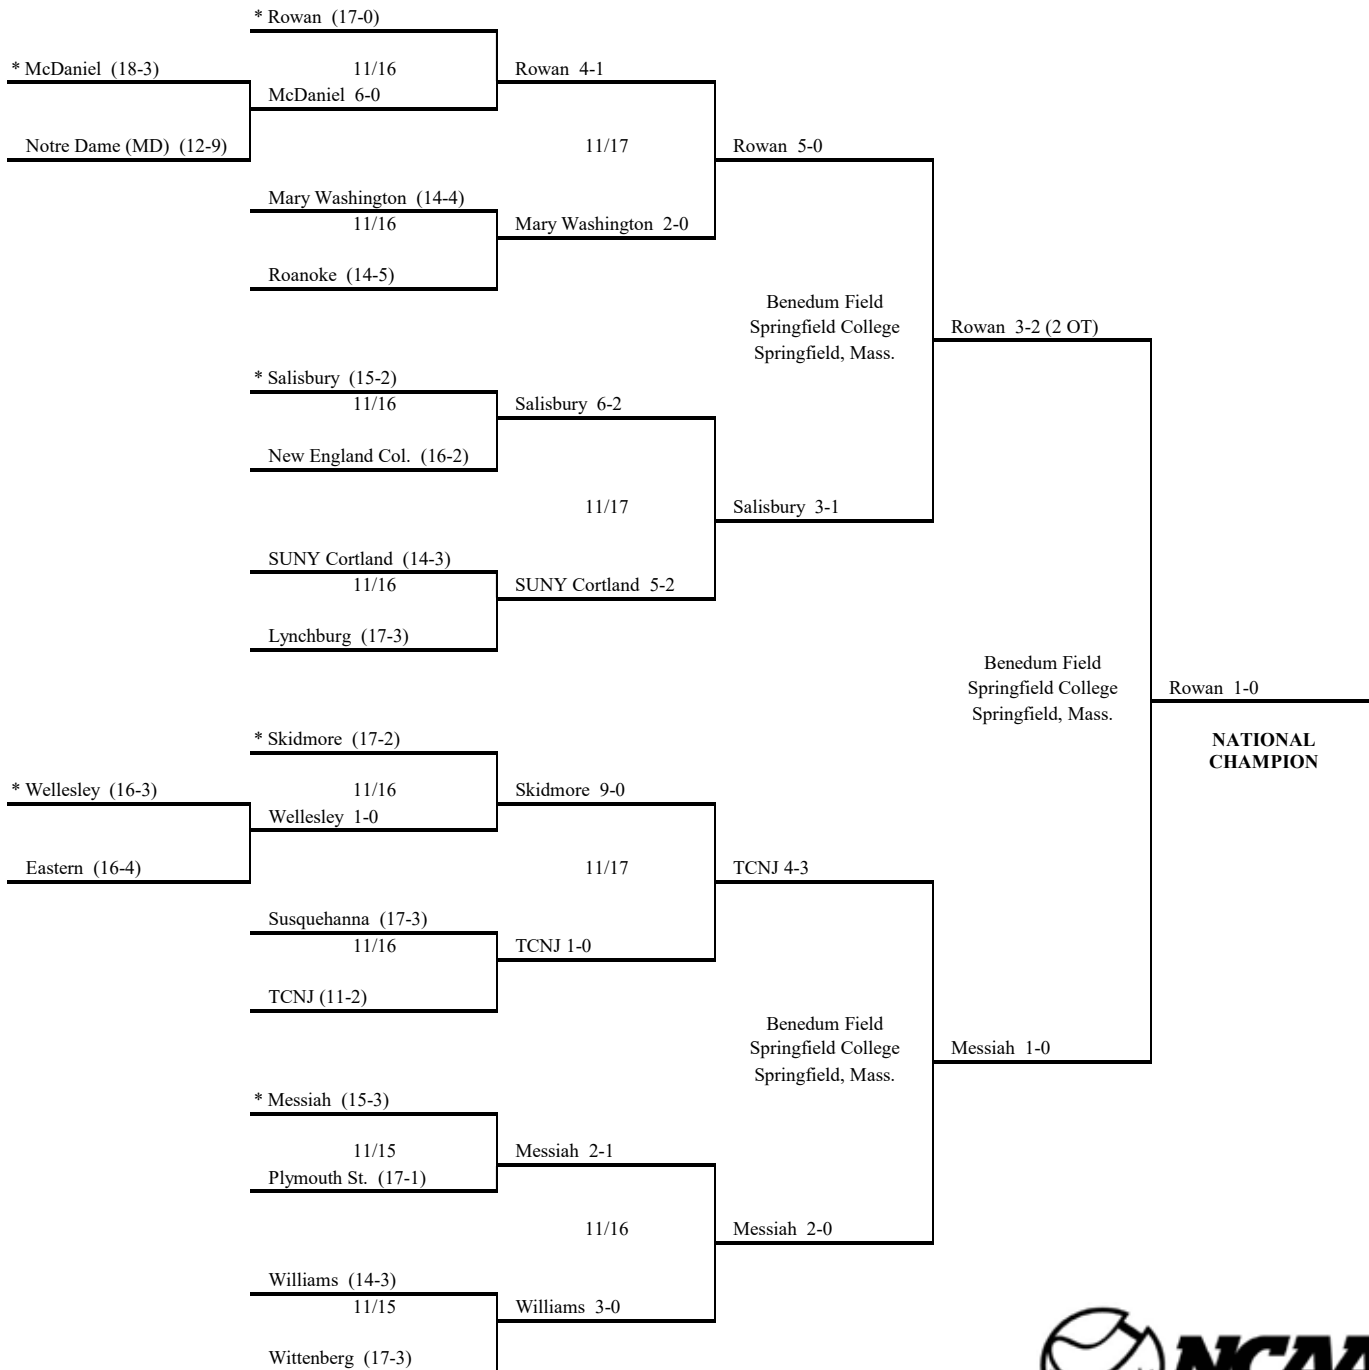 * Rowan (17-0)
* McDaniel (18-3)
11/16
Rowan 4-1
McDaniel 6-0
Notre Dame (MD) (12-9)
11/17
Rowan 5-0
Mary Washington (14-4)
11/16
Mary Washington 2-0
Roanoke (14-5)
Benedum Field
Springfield College
Springfield, Mass.
Rowan 3-2 (2 OT)
* Salisbury (15-2)
11/16
Salisbury 6-2
New England Col. (16-2)
11/17
Salisbury 3-1
SUNY Cortland (14-3)
11/16
SUNY Cortland 5-2
Lynchburg (17-3)
Benedum Field
Springfield College
Springfield, Mass.
Rowan 1-0
NATIONAL
CHAMPION
* Skidmore (17-2)
* Wellesley (16-3)
11/16
Skidmore 9-0
Wellesley 1-0
Eastern (16-4)
11/17
TCNJ 4-3
Susquehanna (17-3)
11/16
TCNJ 1-0
TCNJ (11-2)
Benedum Field
Springfield College
Springfield, Mass.
Messiah 1-0
* Messiah (15-3)
11/15
Messiah 2-1
Plymouth St. (17-1)
11/16
Messiah 2-0
Williams (14-3)
11/15
Williams 3-0
Wittenberg (17-3)
NCAA